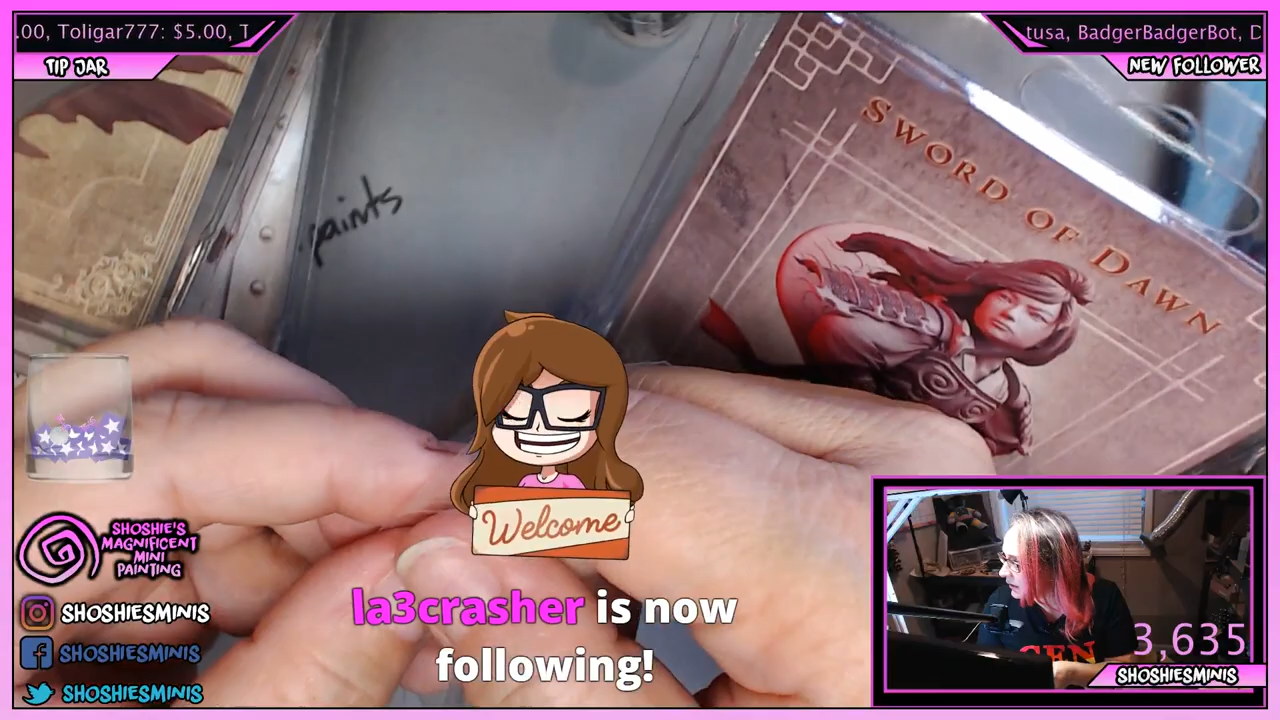 .00, Toligar777: $5.00, T
TIP JAR
tusa, BadgerBadgerBot, D
NEW FOLLOWER
SWORD OF DAWN
paints
Welcome
la3crasher is now
following!
SHOSHIE'S
MAGNIFICENT
MINI
PAINTING
SHOSHIESMINIS
SHOSHIESMINIS
SHOSHIESMINIS
GEN
3,635
SHOSHIESMINIS